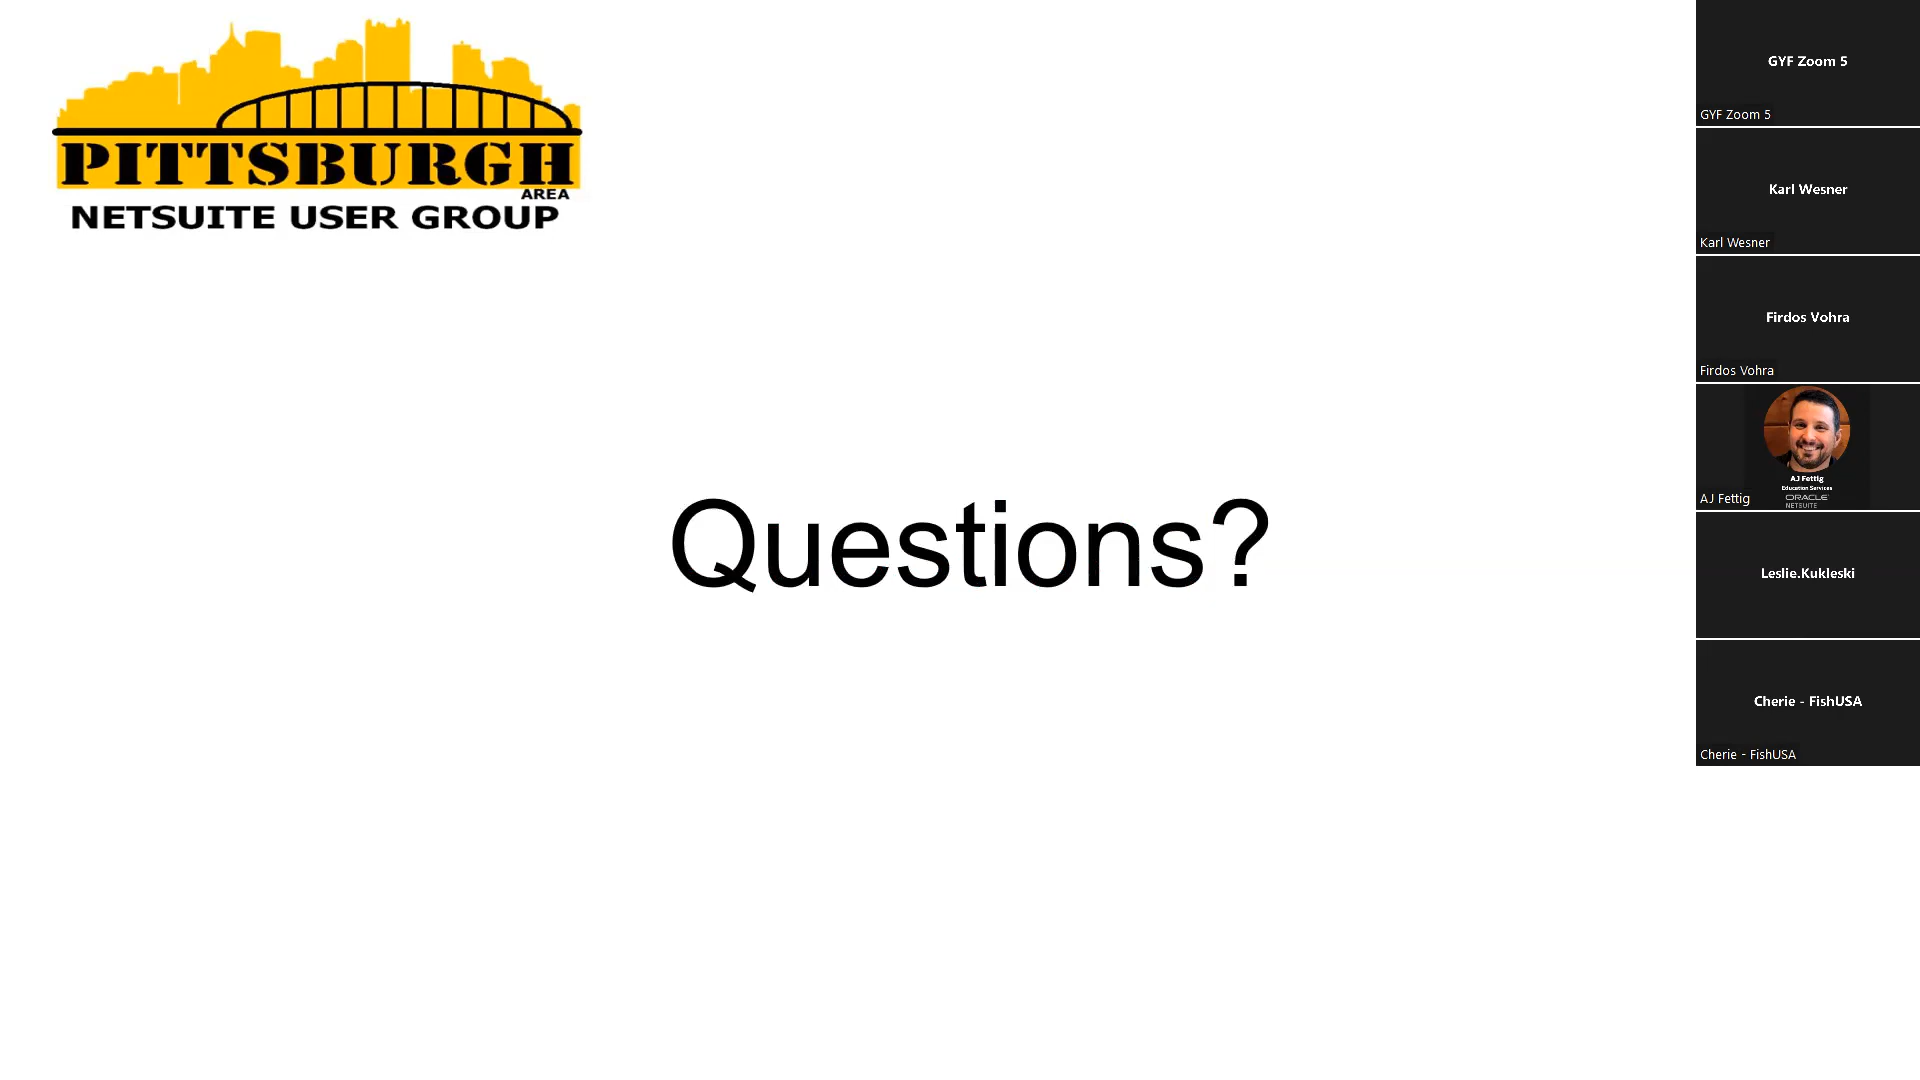 PITTSBURGH
AREA
NETSUITE USER GROUP
Questions?
GYF Zoom 5
GYF Zoom 5
Karl Wesner
Karl Wesner
Firdos Vohra
Firdos Vohra
AJ Fettig
Education Services
ORACLE
NETSUITE
AJ Fettig
Leslie.Kukleski
Cherie - FishUSA
Cherie - FishUSA